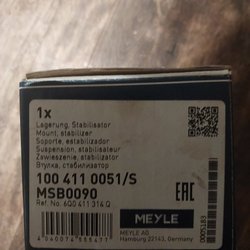 1x
Lagerung, Stabilisator
Mount, stabilizer
Soporte, estabilizador
Suspension, stabilisateur
Zawieszenie, stabilizator
Втулка, стабилизатор
100 411 0051/S
MSB0090
Ref. No. 6Q0 411 314 Q
EAC
MEYLE
MEYLE AG
Hamburg 22143, Germany
0005183